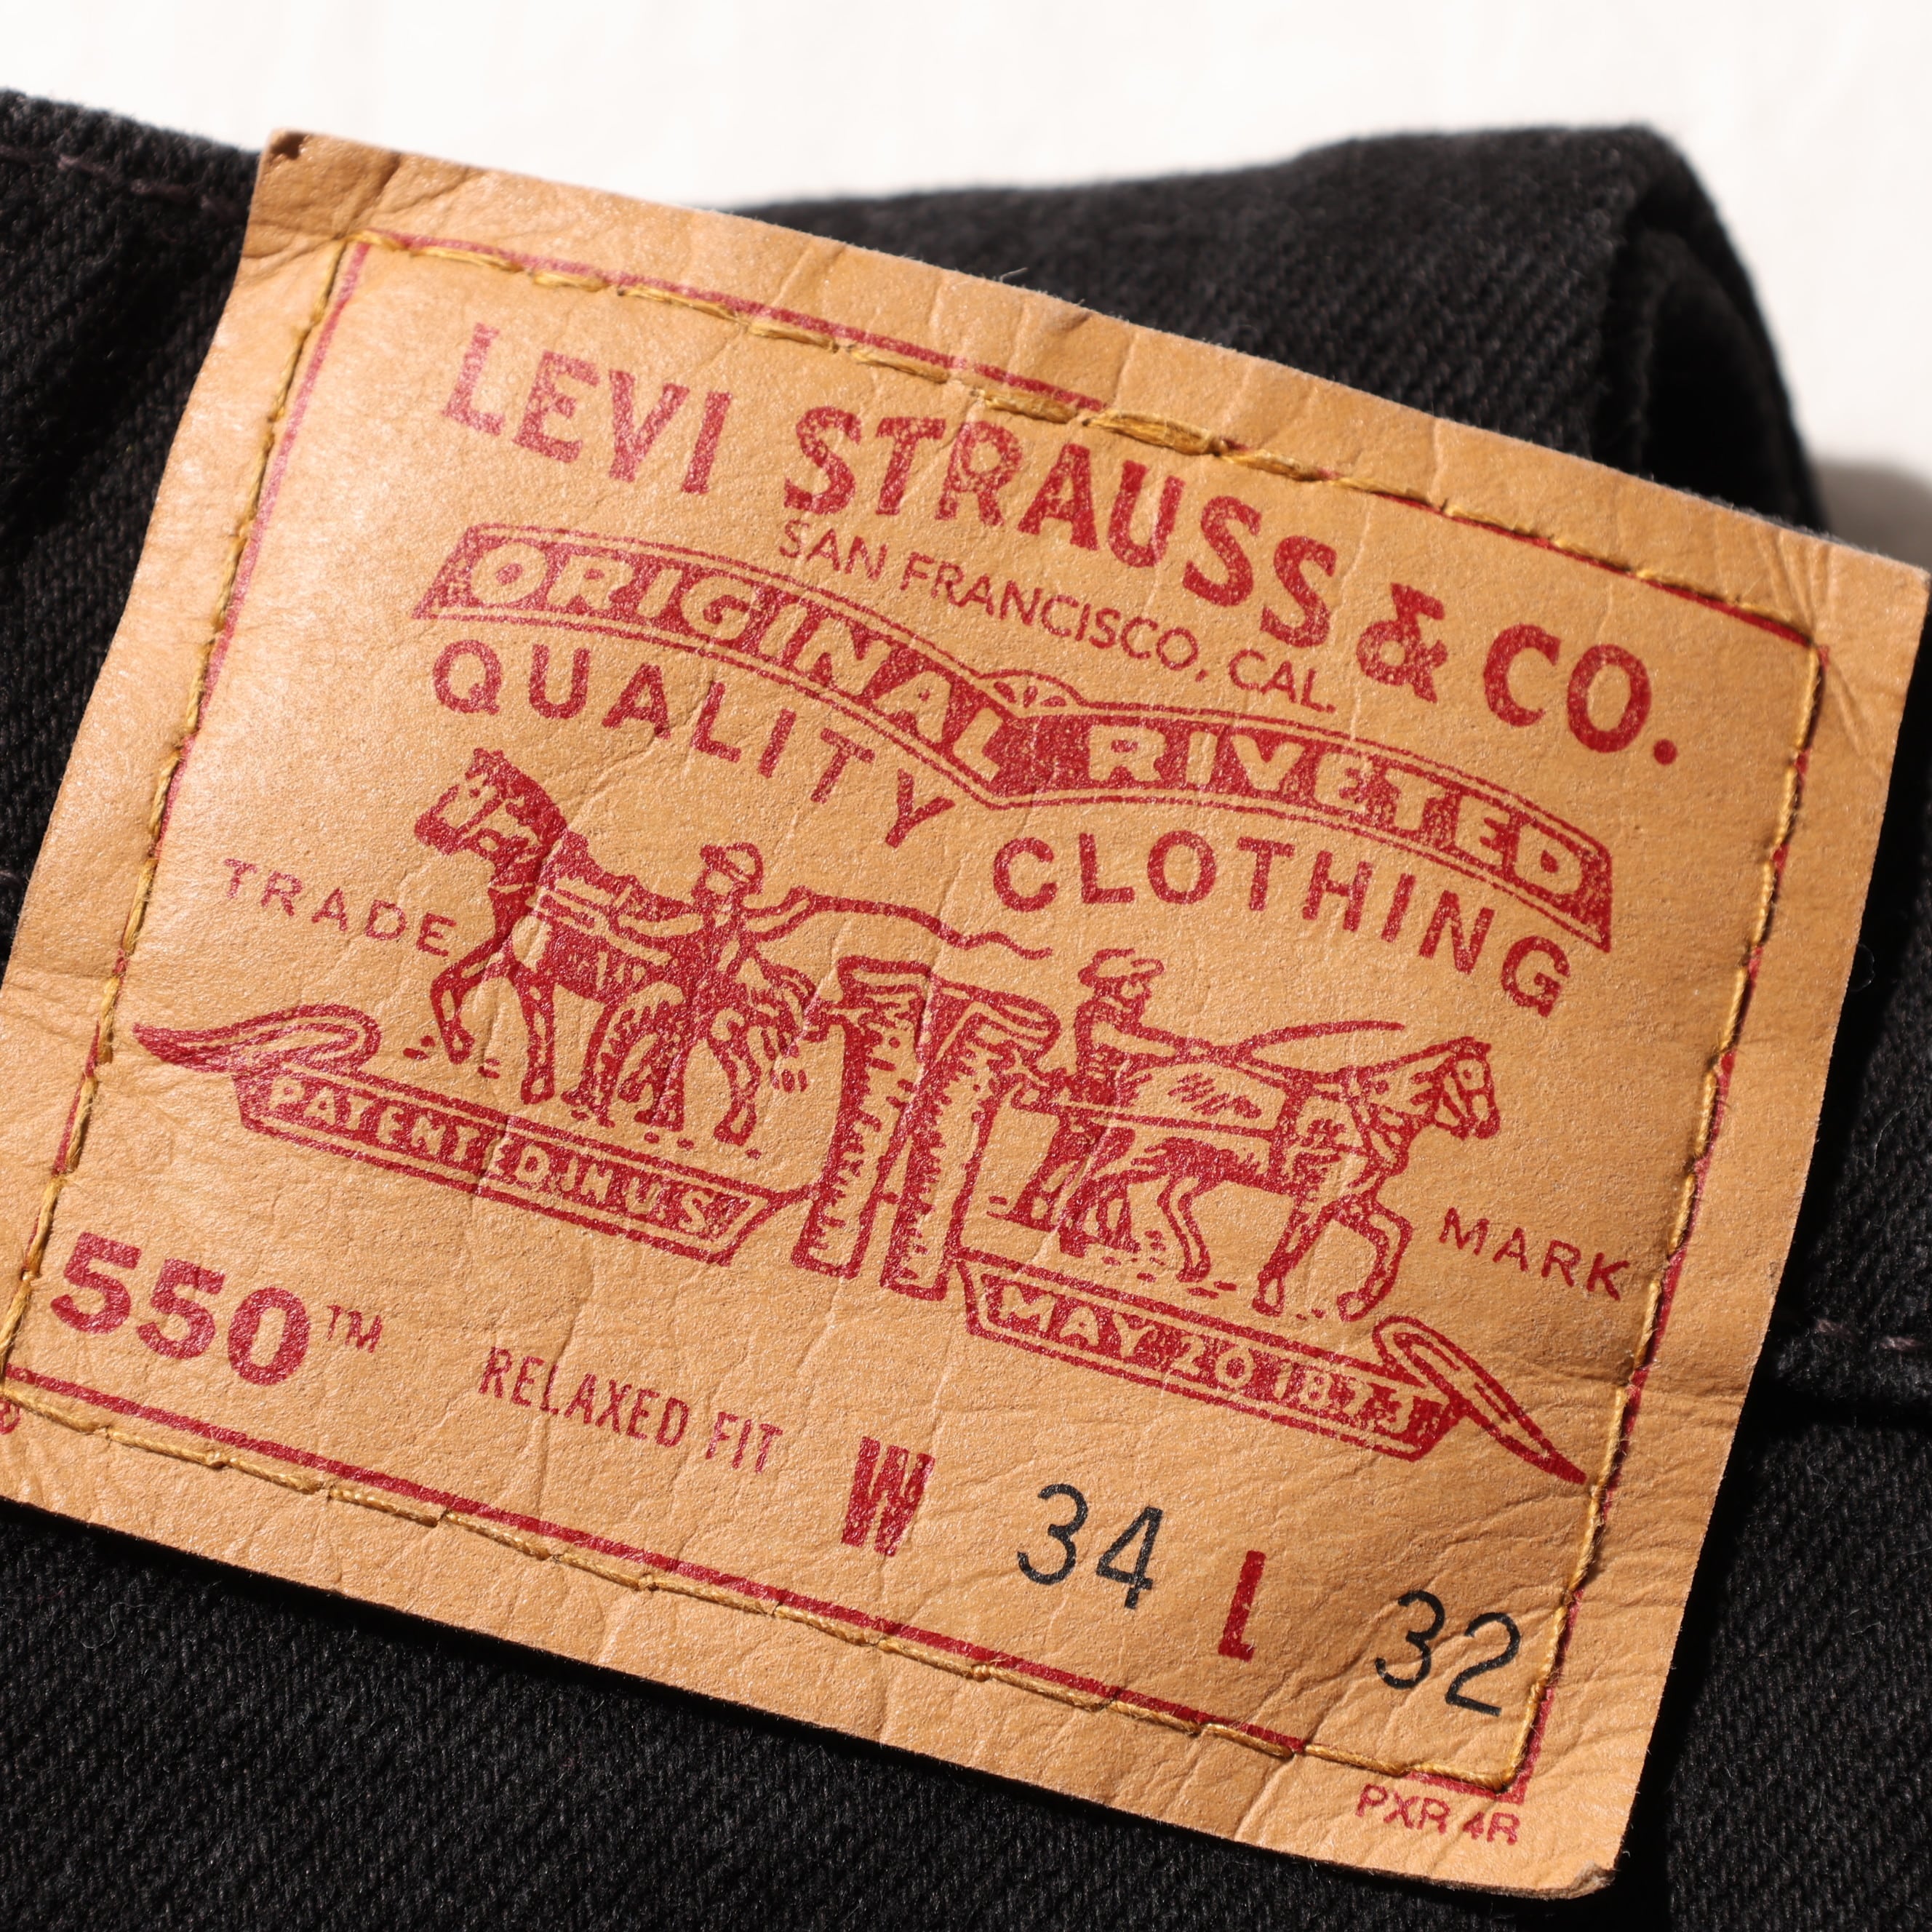 LEVI STRAUSS & CO.
SAN FRANCISCO, CAL.
ORIGINAL RIVETED
QUALITY CLOTHING
TRADE MARK
PATENTED IN U.S.
MAY 20 1873
550™ RELAXED FIT W 34 L 32
PXR 4R